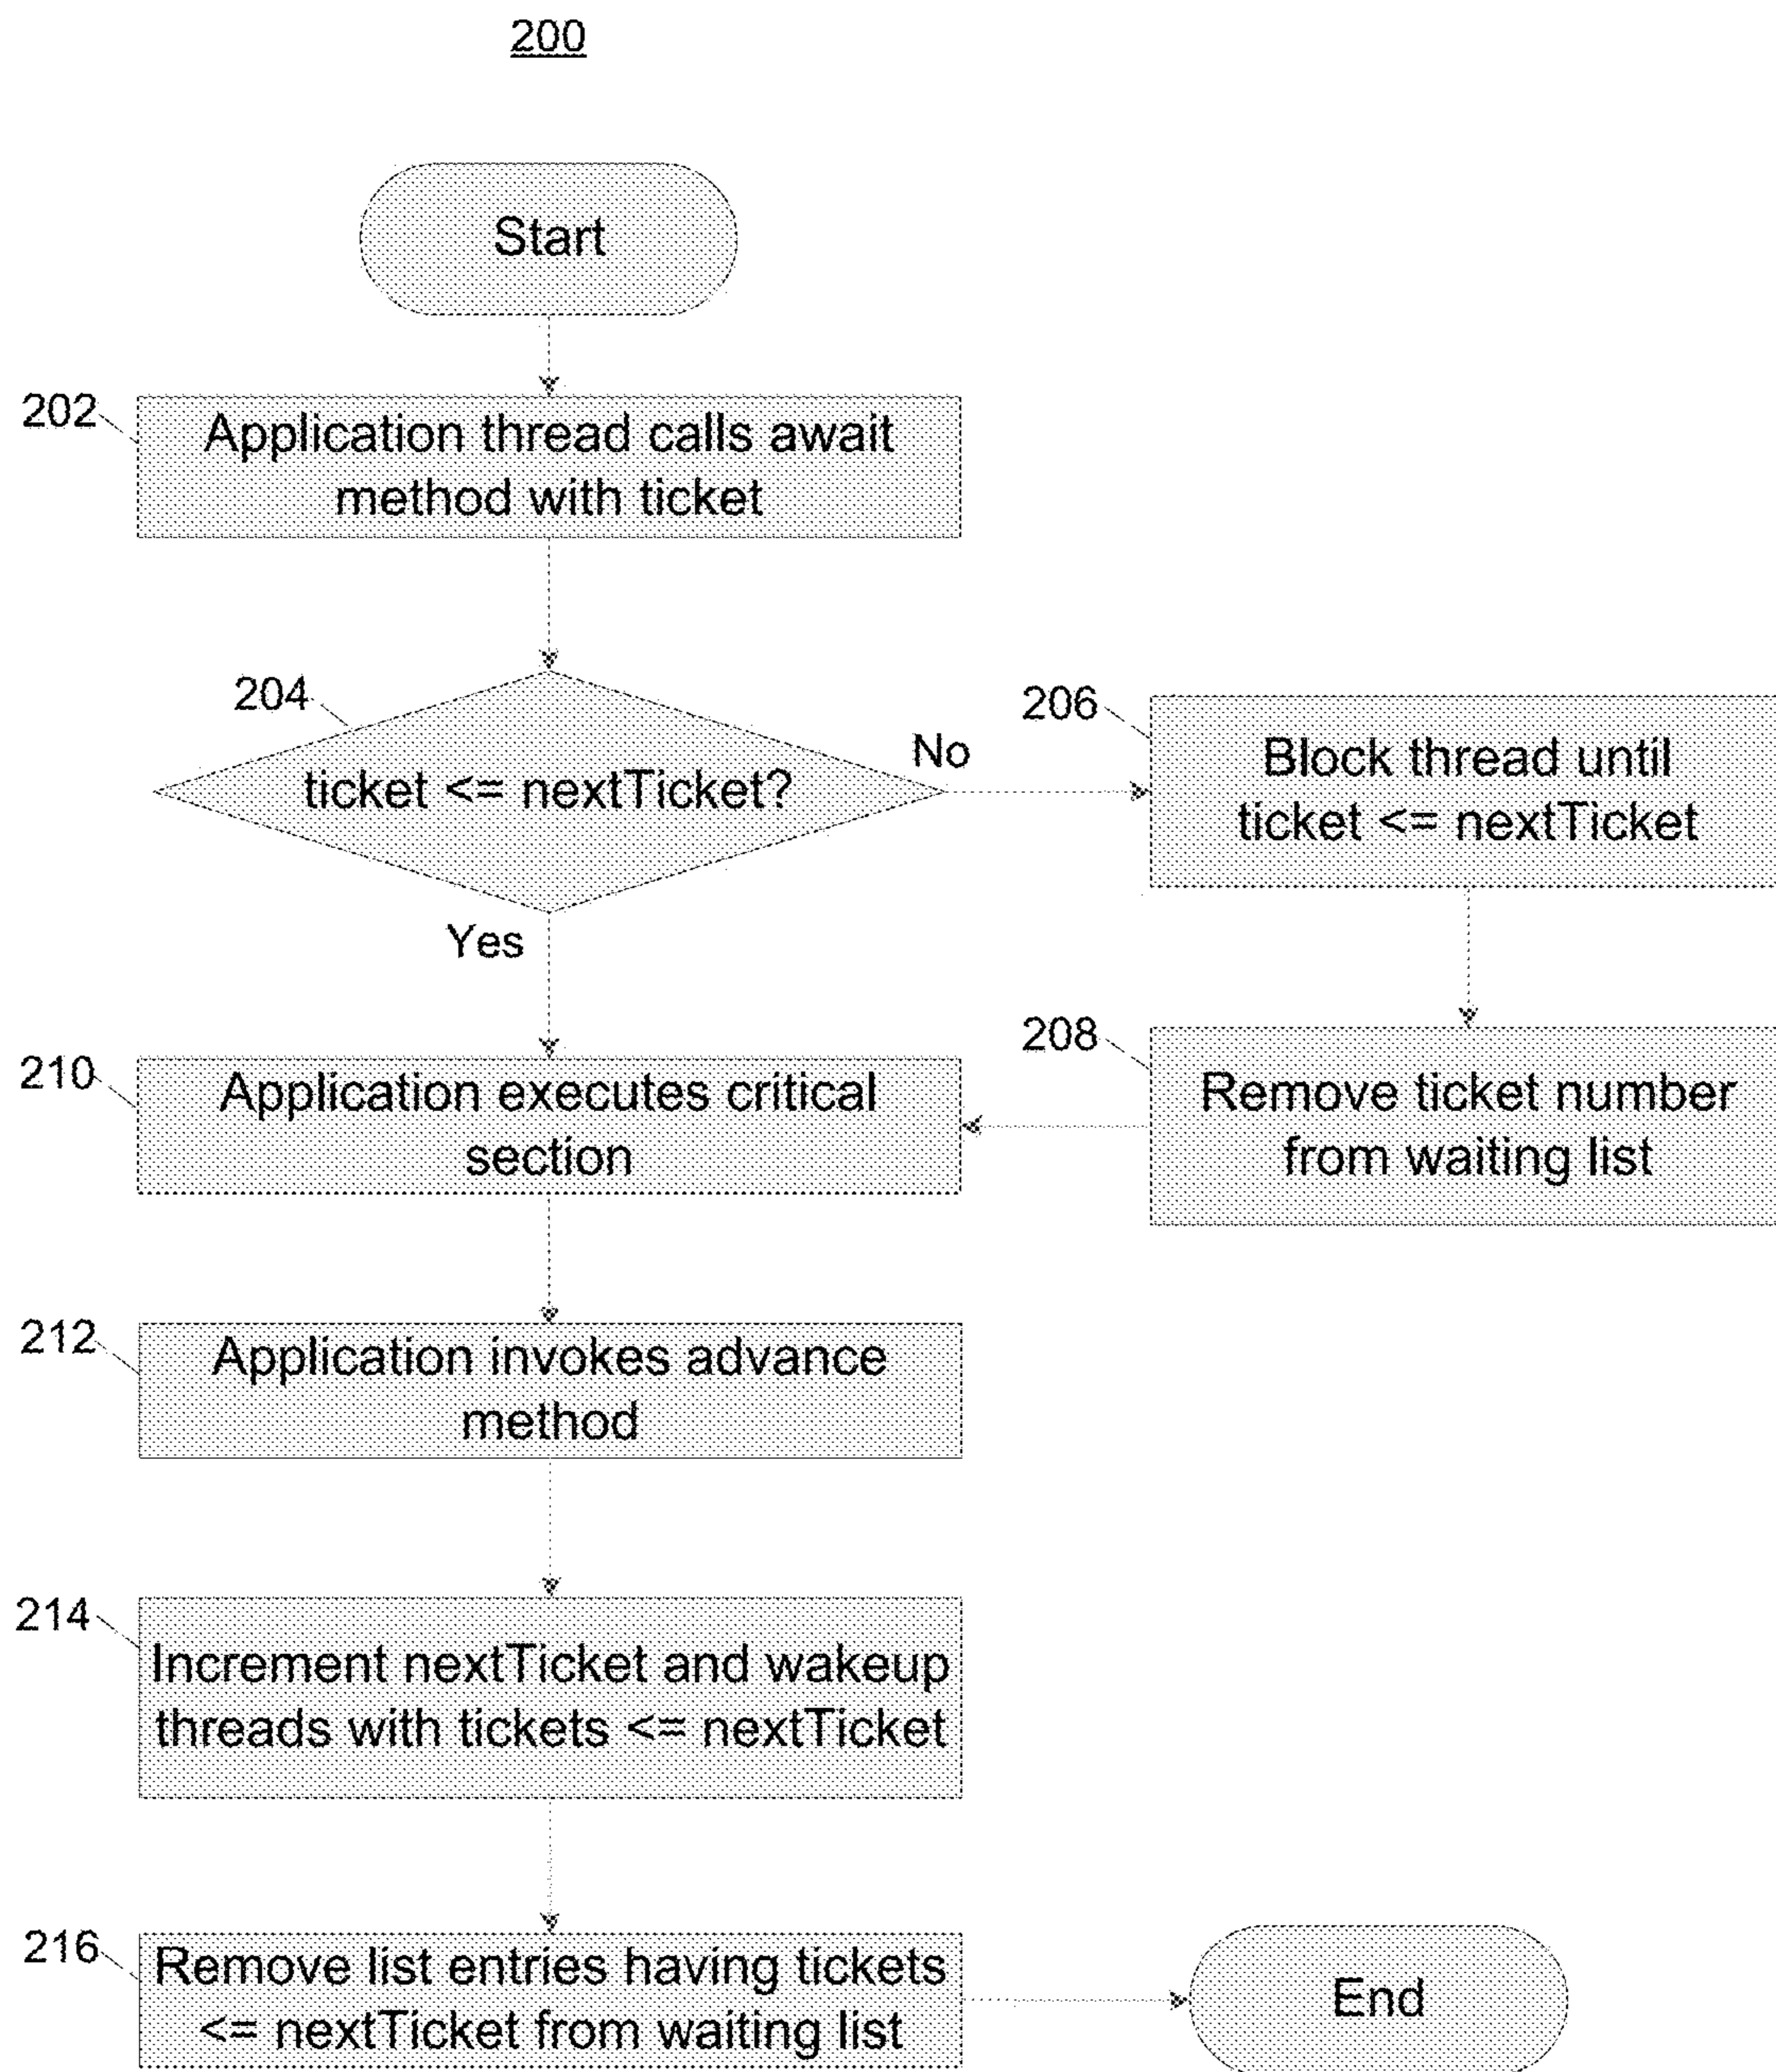 200
Start
202
Application thread calls await
method with ticket
204
ticket <= nextTicket?
No
206
Block thread until
ticket <= nextTicket
Yes
208
Remove ticket number
from waiting list
210
Application executes critical
section
212
Application invokes advance
method
214
Increment nextTicket and wakeup
threads with tickets <= nextTicket
216
Remove list entries having tickets
<= nextTicket from waiting list
End